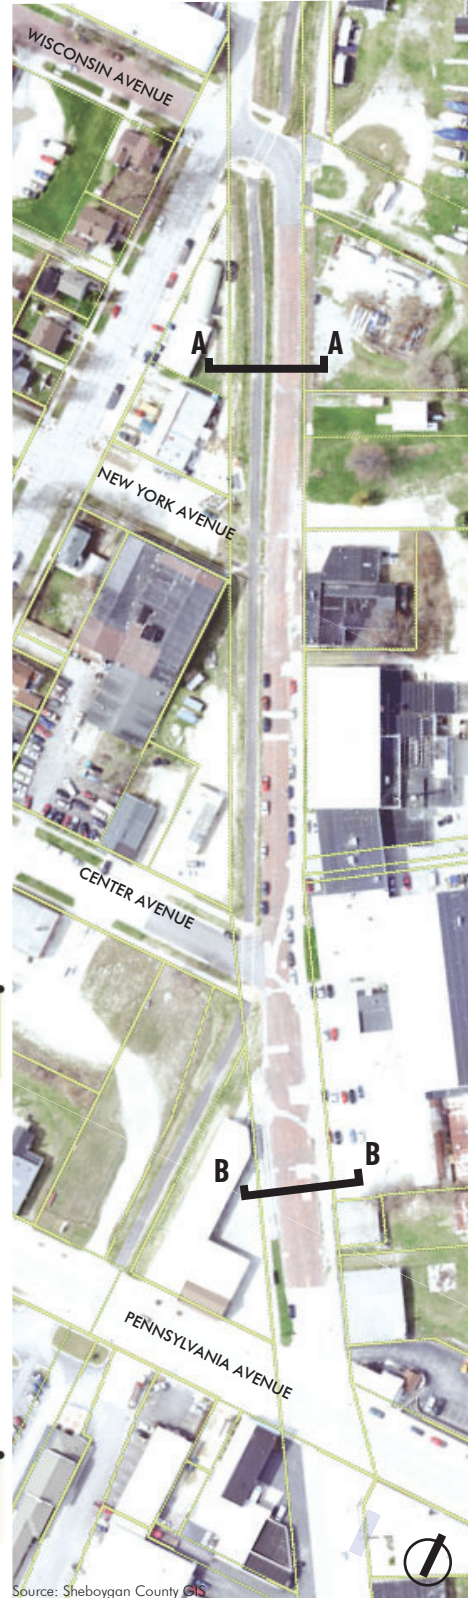 WISCONSIN AVENUE
A A
NEW YORK AVENUE
CENTER AVENUE
B B
PENNSYLVANIA AVENUE
Source: Sheboygan County GIS